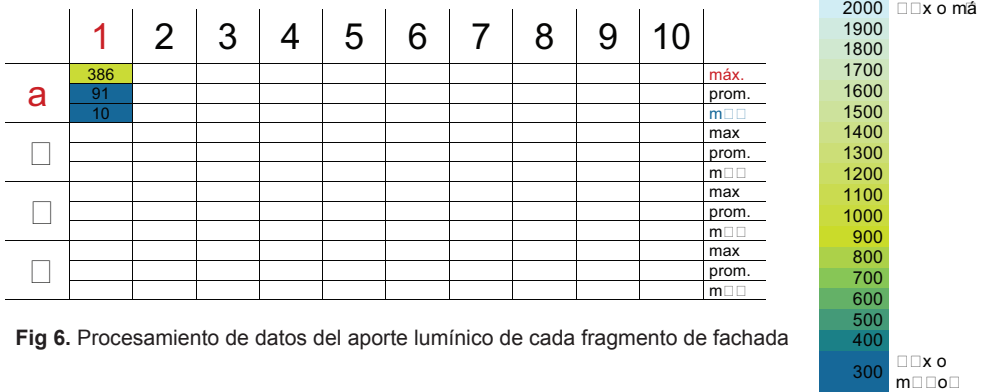 1 2 3 4 5 6 7 8 9 10
a
386 máx.
91 prom.
10
max
prom.
max
prom.
max
prom.
Fig 6. Procesamiento de datos del aporte lumínico de cada fragmento de fachada
2000 □□x o má
1900
1800
1700
1600
1500
1400
1300
1200
1100
1000
900
800
700
600
500
400
300 □□x o
m□□o□